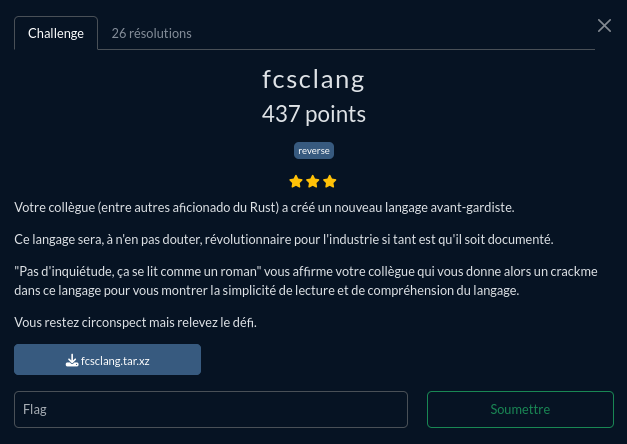 Challenge
26 résolutions
fcsclang
437 points
reverse
Votre collègue (entre autres aficionado du Rust) a créé un nouveau langage avant-gardiste.
Ce langage sera, à n'en pas douter, révolutionnaire pour l'industrie si tant est qu'il soit documenté.
"Pas d'inquiétude, ça se lit comme un roman" vous affirme votre collègue qui vous donne alors un crackme
dans ce langage pour vous montrer la simplicité de lecture et de compréhension du langage.
Vous restez circonspect mais relevez le défi.
fcsclang.tar.xz
Flag
Soumettre